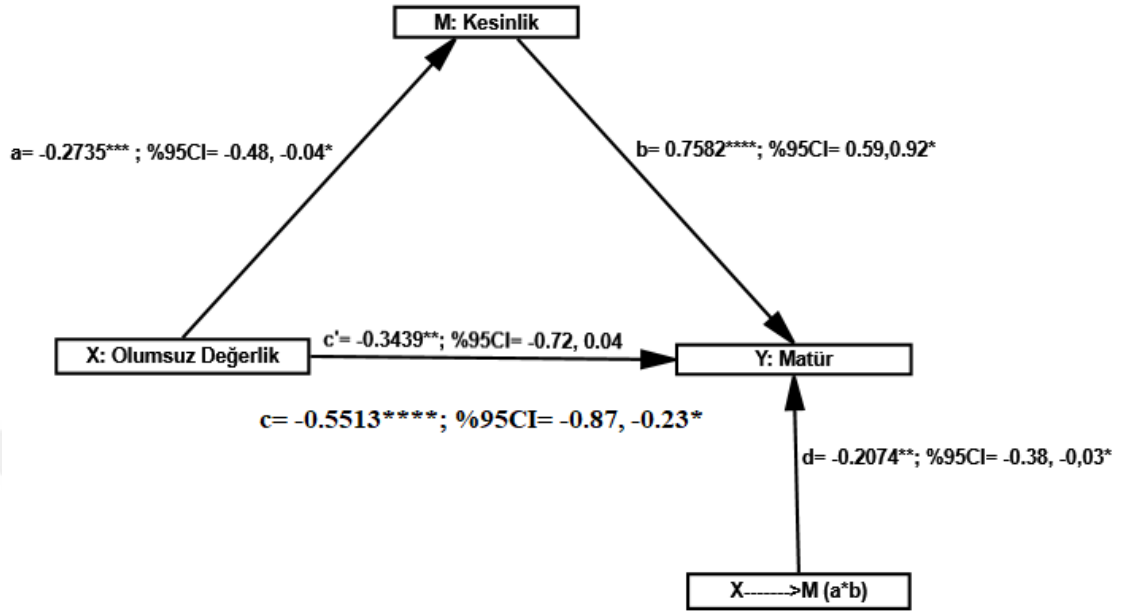 M: Kesinlik
a= -0.2735*** ; %95CI= -0.48, -0.04*
b= 0.7582****; %95CI= 0.59,0.92*
c'= -0.3439**; %95CI= -0.72, 0.04
X: Olumsuz Değerlik
Y: Matür
c= -0.5513****; %95CI= -0.87, -0.23*
d= -0.2074**; %95CI= -0.38, -0,03*
X------->M (a*b)